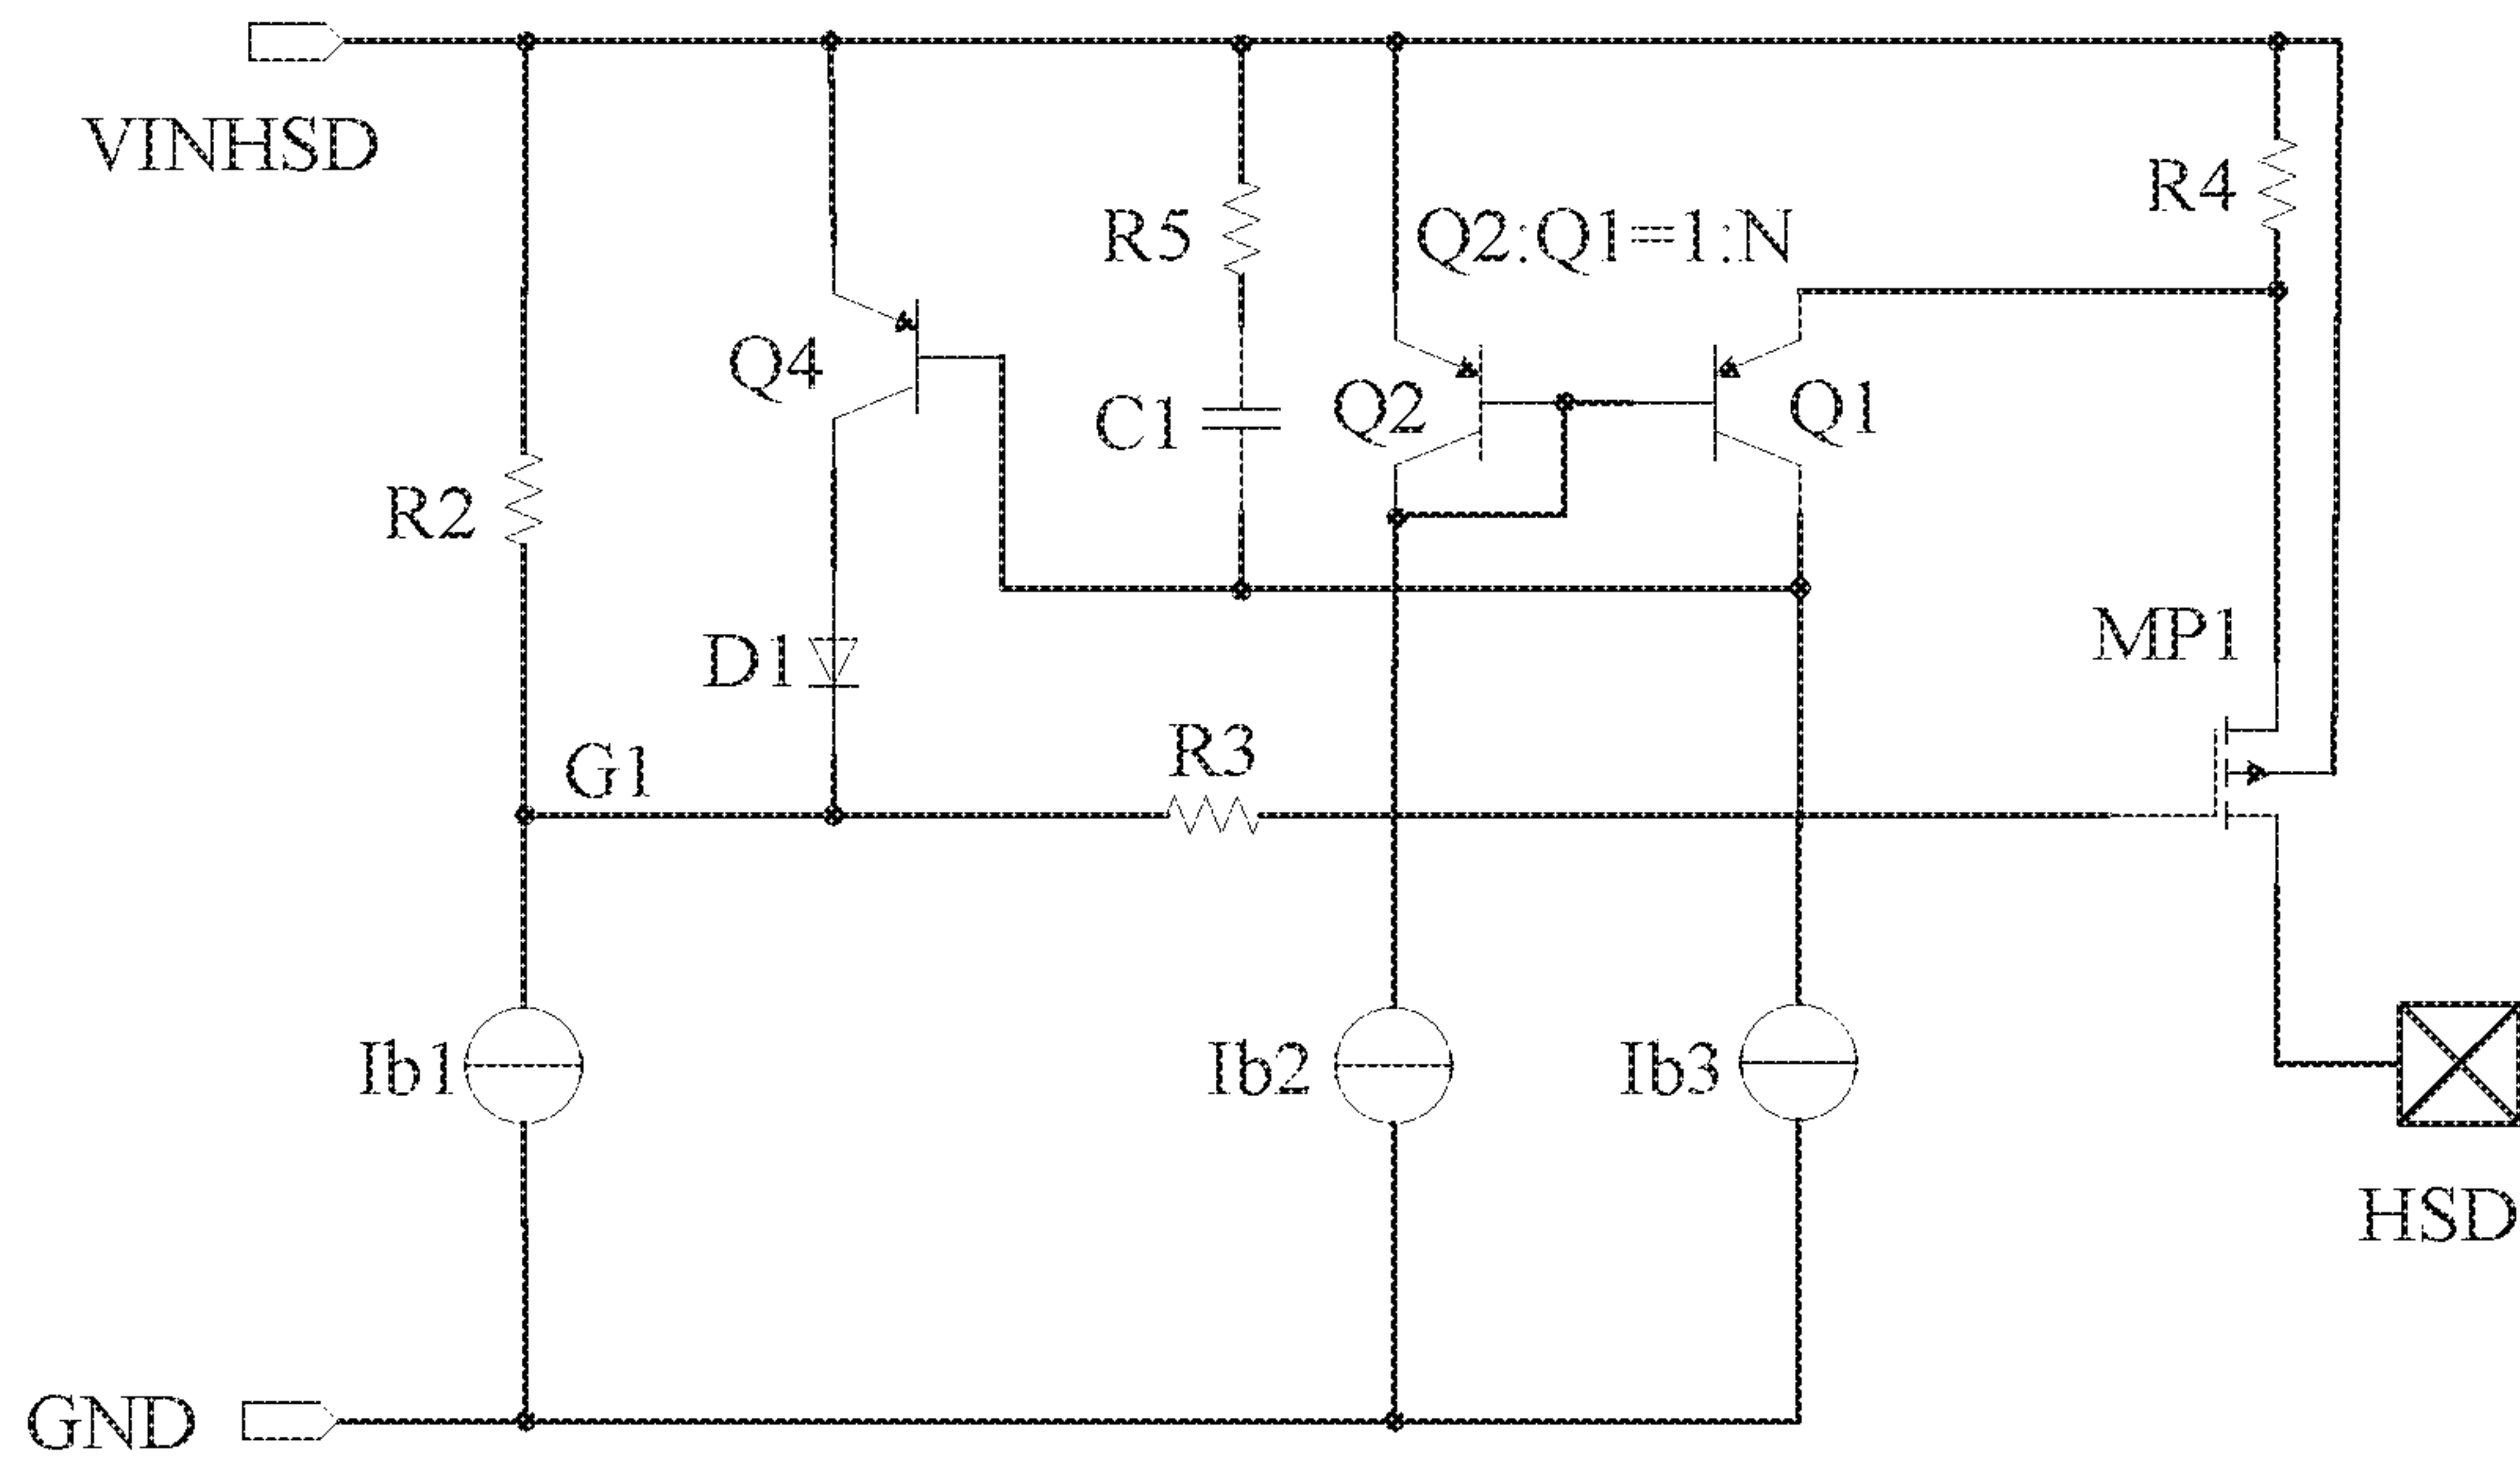 VINHSD
R4
R5
Q2:Q1=1:N
Q4
C1
Q2
Q1
R2
D1
MP1
G1
R3
Ib1
Ib2
Ib3
HSD
GND